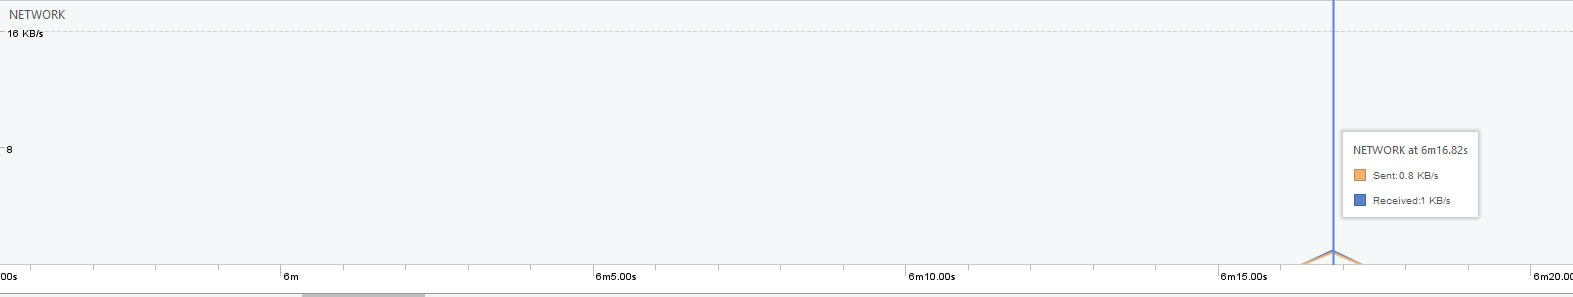 NETWORK
16 KB/s
8
NETWORK at 6m16.82s
Sent:0.8 KB/s
Received:1 KB/s
00s 6m 6m5.00s 6m10.00s 6m15.00s 6m20.00